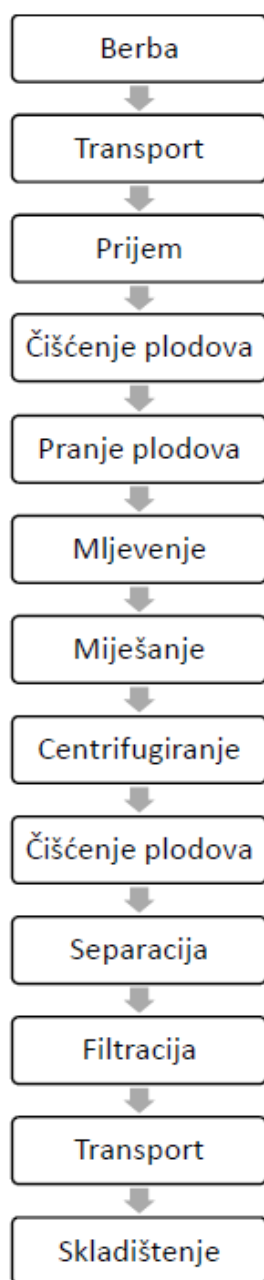 Berba
Transport
Prijem
Čišćenje plodova
Pranje plodova
Mljevenje
Miješanje
Centrifugiranje
Čišćenje plodova
Separacija
Filtracija
Transport
Skladištenje